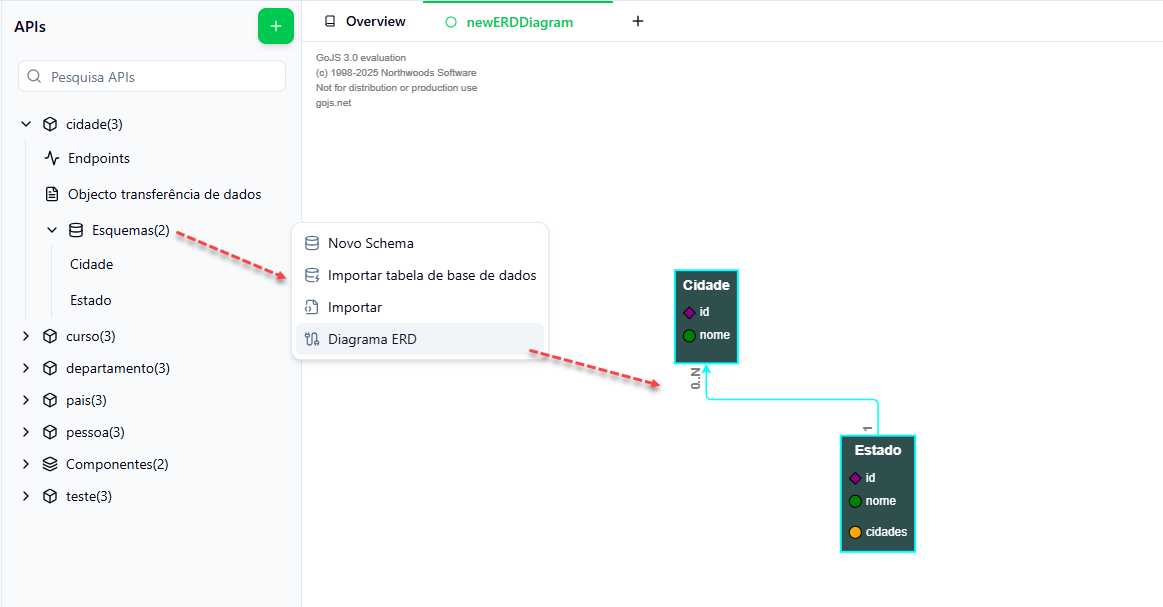 APIs
+
Pesquisa APIs
cidade(3)
Endpoints
Objecto transferência de dados
Esquemas(2)
Cidade
Estado
curso(3)
departamento(3)
pais(3)
pessoa(3)
Componentes(2)
teste(3)
Novo Schema
Importar tabela de base de dados
Importar
Diagrama ERD
Overview
newERDDiagram
+
GoJS 3.0 evaluation
(c) 1998-2025 Northwoods Software
Not for distribution or production use
gojs.net
Cidade
id
nome
0..N
1
Estado
id
nome
cidades